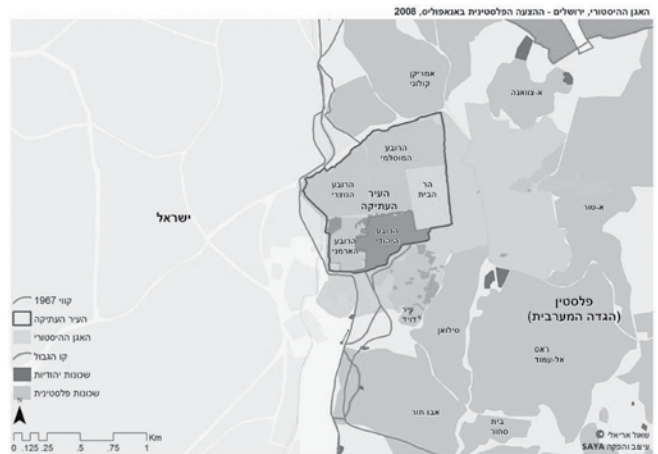 האגן ההיסטורי, ירושלים - ההצעה הפלסטינית באנאפוליס, 2008
אמריקן
קולוני
א-צוואנה
הרובע
המוסלמי
הר
הבית
הרובע
הנוצרי
העיר
העתיקה
א-טור
ישראל
הרובע
היהודי
הרובע
הארמני
עיר
דויד
סילואן
פלסטין
(הגדה המערבית)
ראס
אל-עמוד
אבו תור
בית
סחור
קווי 1967
העיר העתיקה
האגן ההיסטורי
קו הגבול
שכונות יהודיות
שכונות פלסטיניות
N
0 .125 .25 .5 .75 1 Km
שאול אריאלי ©
עיצוב והפקה SAYA